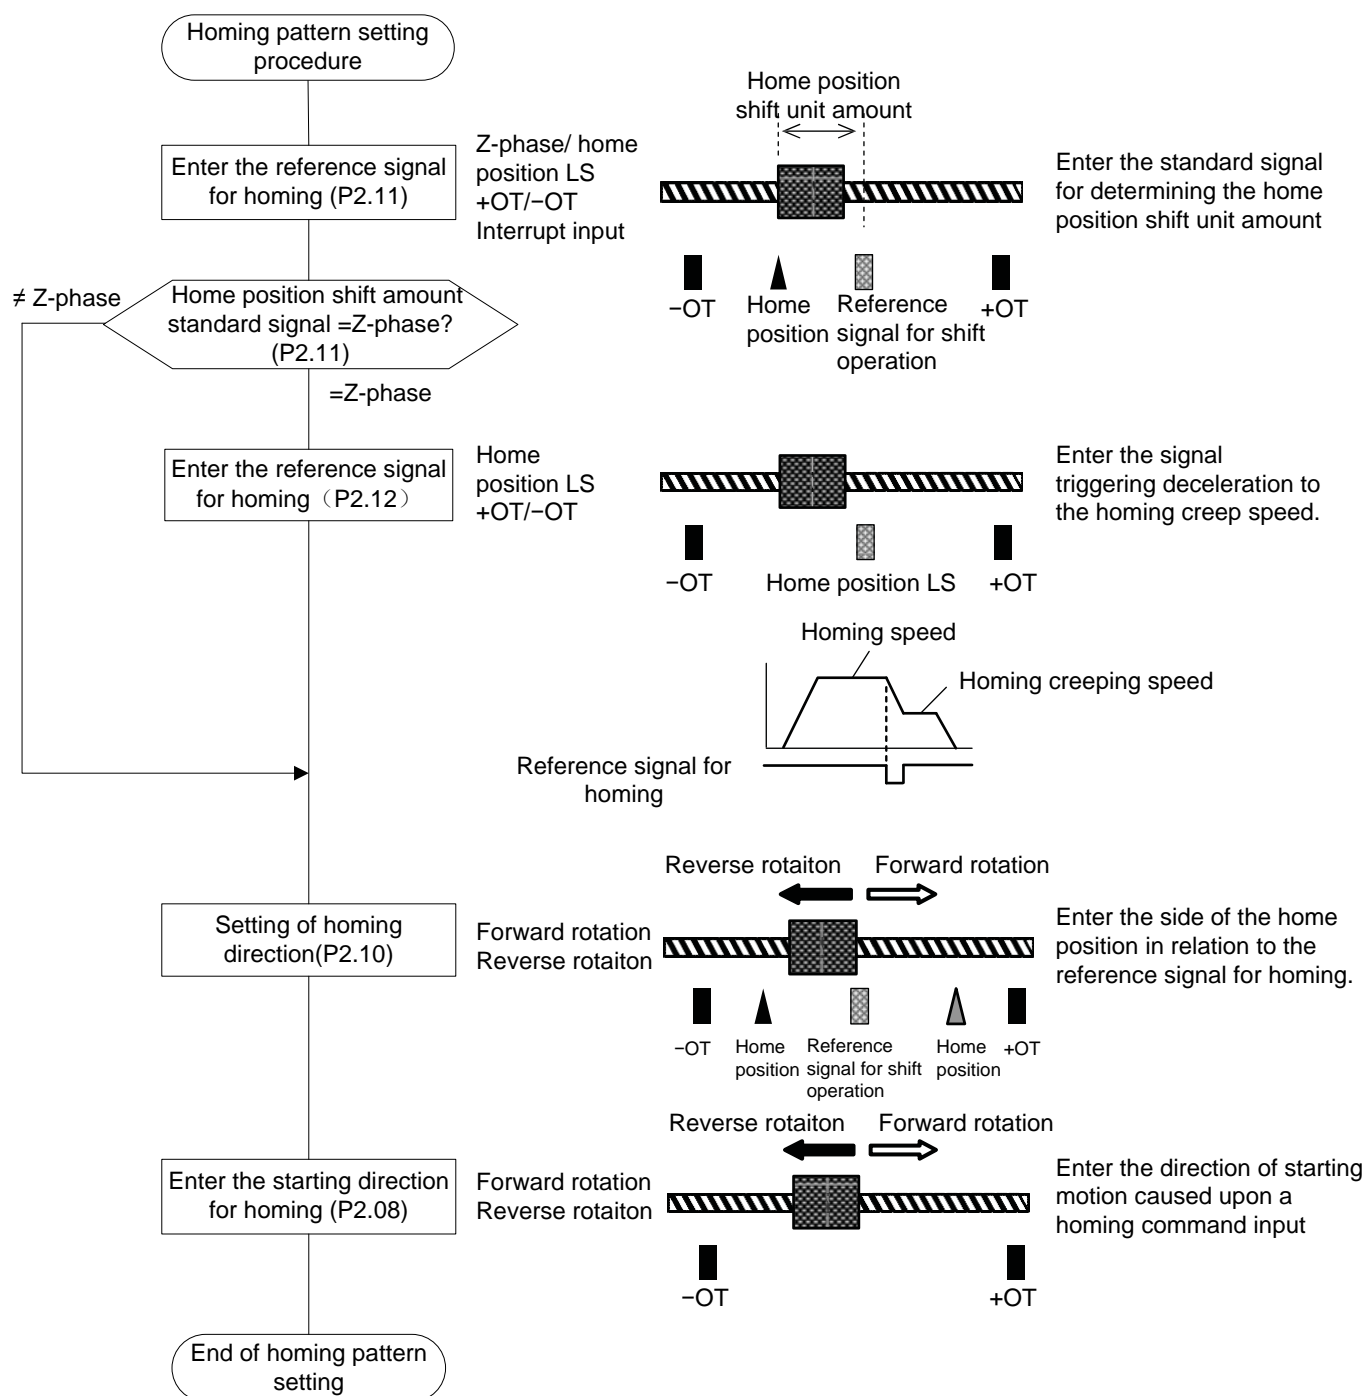 Homing pattern setting
procedure
Home position
shift unit amount
Enter the reference signal
for homing (P2.11)
Z-phase/ home
position LS
+OT/−OT
Interrupt input
Enter the standard signal
for determining the home
position shift unit amount
−OT
Home
position
Reference
signal for shift
operation
+OT
≠ Z-phase
Home position shift amount
standard signal =Z-phase?
(P2.11)
=Z-phase
Enter the reference signal
for homing（P2.12）
Home
position LS
+OT/−OT
Enter the signal
triggering deceleration to
the homing creep speed.
−OT
Home position LS
+OT
Homing speed
Homing creeping speed
Reference signal for
homing
Reverse rotaiton
Forward rotation
Setting of homing
direction(P2.10)
Forward rotation
Reverse rotaiton
Enter the side of the home
position in relation to the
reference signal for homing.
−OT
Home
position
Reference
signal for shift
operation
Home
position
+OT
Reverse rotaiton
Forward rotation
Enter the starting direction
for homing (P2.08)
Forward rotation
Reverse rotaiton
Enter the direction of starting
motion caused upon a
homing command input
−OT
+OT
End of homing pattern
setting